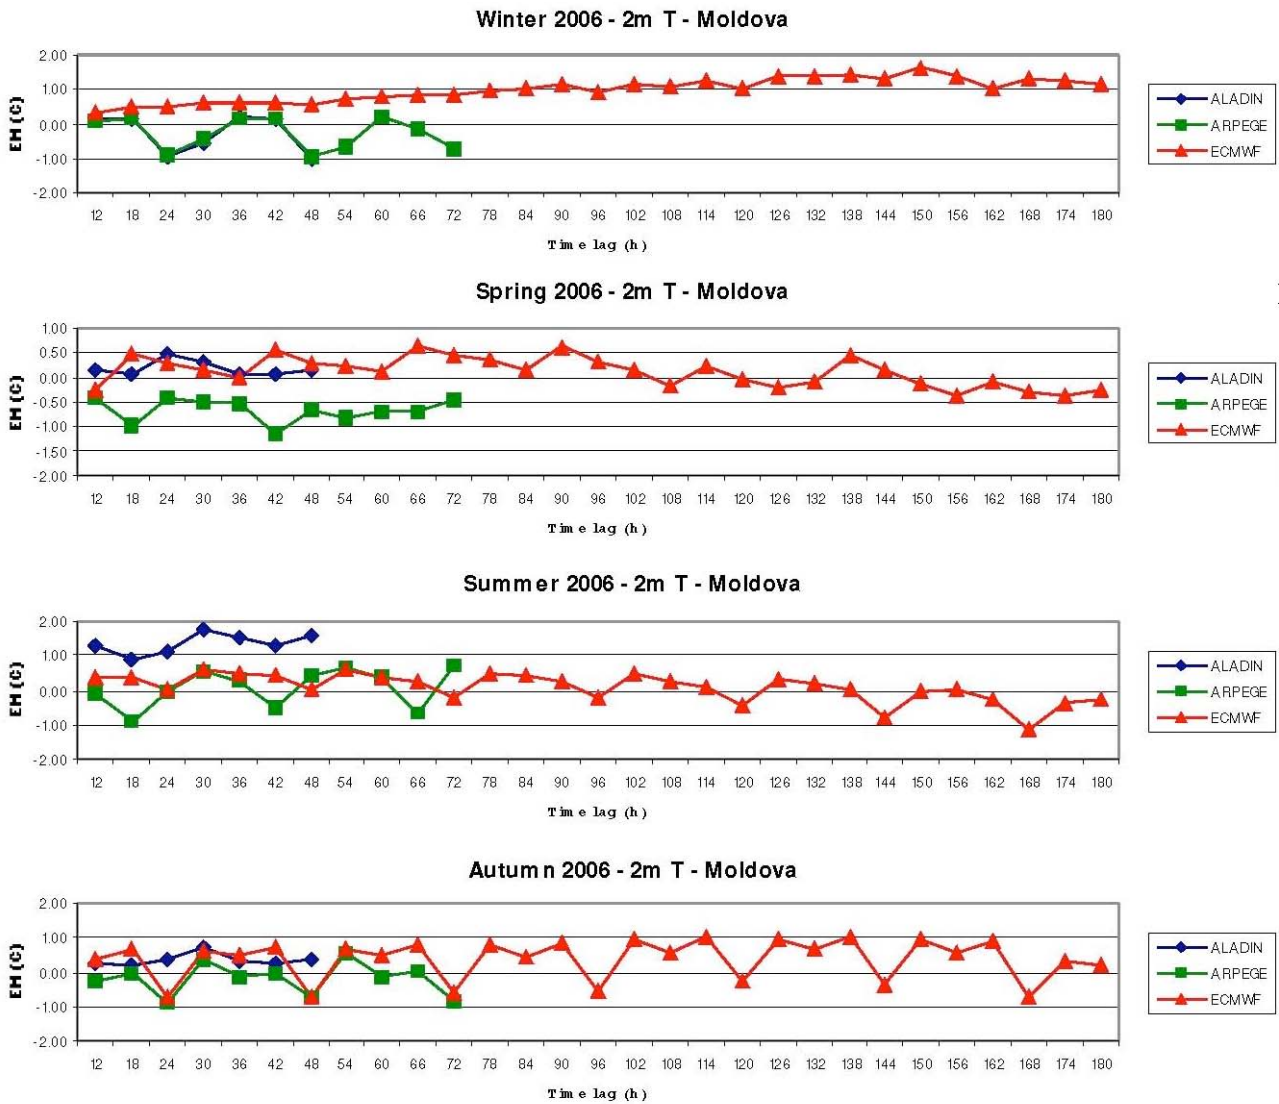 Winter 2006 - 2m T - Moldova
2.00
1.00
0.00
-1.00
-2.00
EM (C)
12 18 24 30 36 42 48 54 60 66 72 78 84 90 96 102 108 114 120 126 132 138 144 150 156 162 168 174 180
Time lag (h)
ALADIN
ARPEGE
ECMWF
Spring 2006 - 2m T - Moldova
1.00
0.50
0.00
-0.50
-1.00
-1.50
-2.00
EM (C)
12 18 24 30 36 42 48 54 60 66 72 78 84 90 96 102 108 114 120 126 132 138 144 150 156 162 168 174 180
Time lag (h)
ALADIN
ARPEGE
ECMWF
Summer 2006 - 2m T - Moldova
2.00
1.00
0.00
-1.00
-2.00
EM (C)
12 18 24 30 36 42 48 54 60 66 72 78 84 90 96 102 108 114 120 126 132 138 144 150 156 162 168 174 180
Time lag (h)
ALADIN
ARPEGE
ECMWF
Autumn 2006 - 2m T - Moldova
2.00
1.00
0.00
-1.00
-2.00
EM (C)
12 18 24 30 36 42 48 54 60 66 72 78 84 90 96 102 108 114 120 126 132 138 144 150 156 162 168 174 180
Time lag (h)
ALADIN
ARPEGE
ECMWF